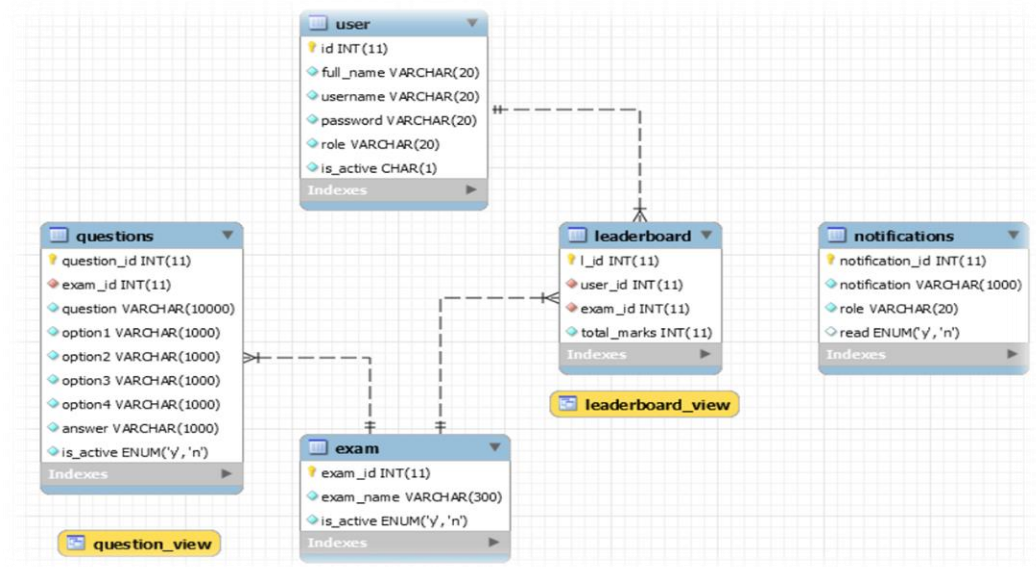 user
id INT(11)
full_name VARCHAR(20)
username VARCHAR(20)
password VARCHAR(20)
role VARCHAR(20)
is_active CHAR(1)
Indexes
questions
question_id INT(11)
exam_id INT(11)
question VARCHAR(10000)
option1 VARCHAR(1000)
option2 VARCHAR(1000)
option3 VARCHAR(1000)
option4 VARCHAR(1000)
answer VARCHAR(1000)
is_active ENUM('y', 'n')
Indexes
question_view
leaderboard
l_id INT(11)
user_id INT(11)
exam_id INT(11)
total_marks INT(11)
Indexes
leaderboard_view
notifications
notification_id INT(11)
notification VARCHAR(1000)
role VARCHAR(20)
read ENUM('y', 'n')
Indexes
exam
exam_id INT(11)
exam_name VARCHAR(300)
is_active ENUM('y', 'n')
Indexes